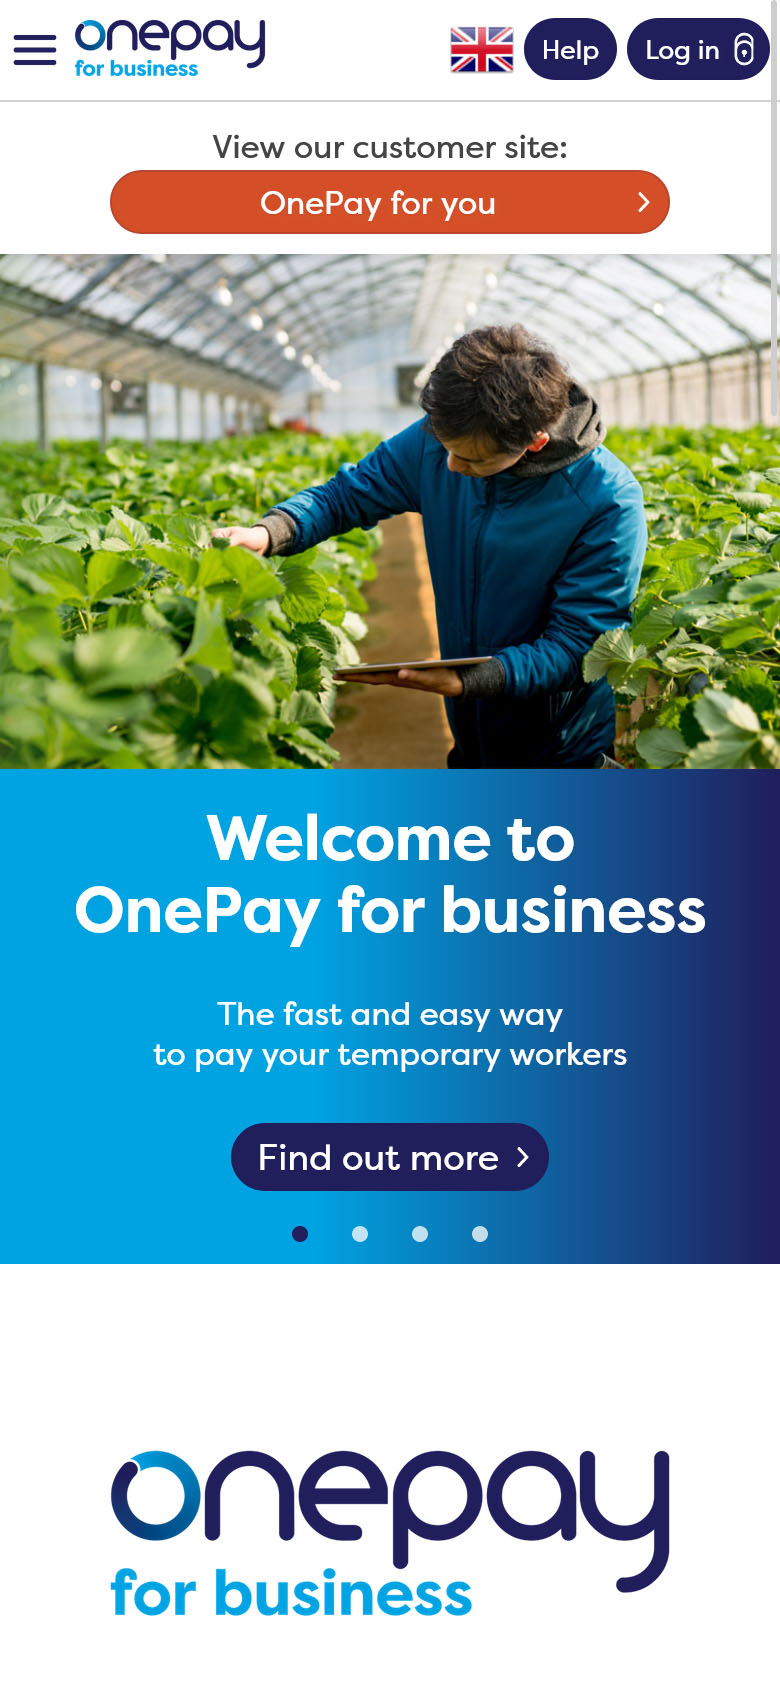 onepay
for business
Help
Log in
View our customer site:
OnePay for you
Welcome to
OnePay for business
The fast and easy way
to pay your temporary workers
Find out more
onepay
for business